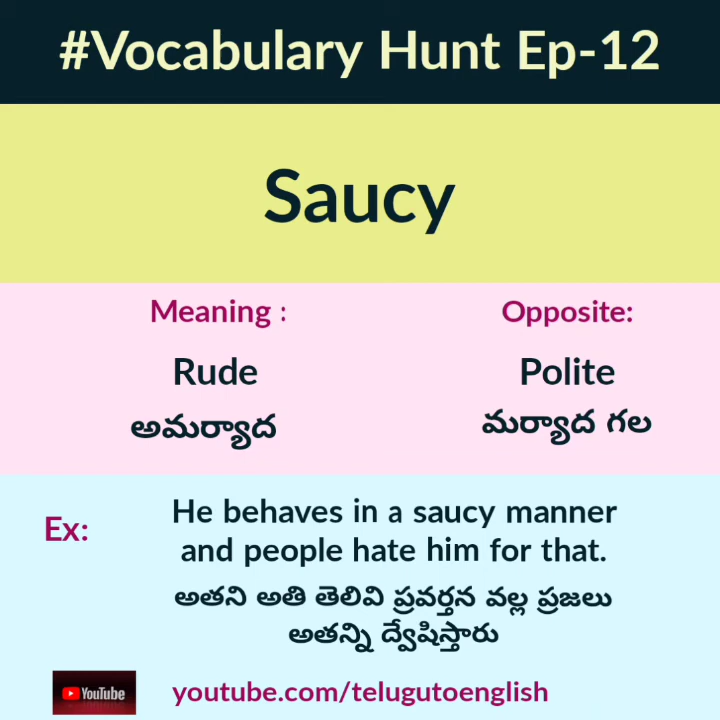 #Vocabulary Hunt Ep-12
Saucy
Meaning :
Rude
అమర్యాద
Opposite:
Polite
మర్యాద గల
Ex:
He behaves in a saucy manner
and people hate him for that.
అతని అతి తెలివి ప్రవర్తన వల్ల ప్రజలు
అతన్ని ద్వేషిస్తారు
YouTube
youtube.com/telugutoenglish